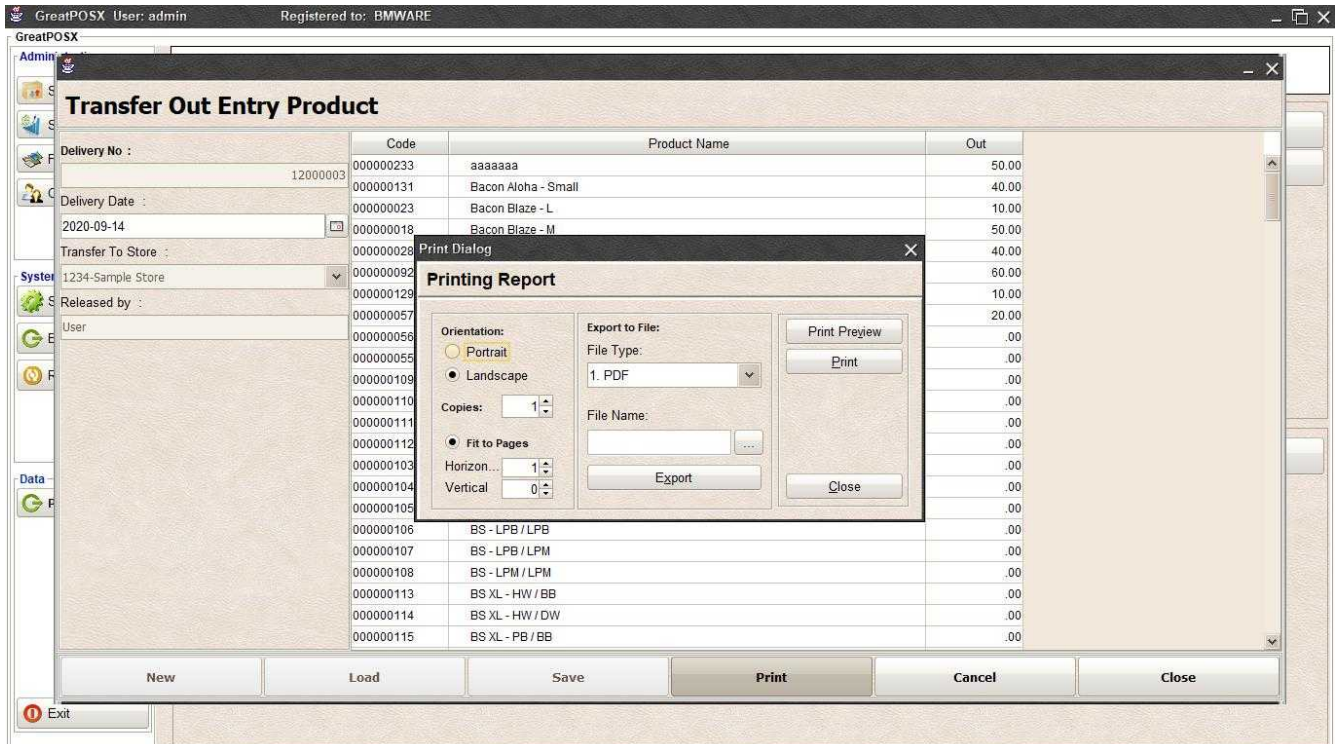 GreatPOSX User: admin Registered to: BMWARE
GreatPOSX
Transfer Out Entry Product
Delivery No :
12000003
Delivery Date :
2020-09-14
Transfer To Store :
1234-Sample Store
Released by :
User
Code Product Name Out
000000233 aaaaaaa 50.00
000000131 Bacon Aloha - Small 40.00
000000023 Bacon Blaze - L 10.00
000000018 Bacon Blaze - M 50.00
000000028 40.00
000000092 60.00
000000129 10.00
000000057 20.00
000000056 .00
000000055 .00
000000109 .00
000000110 .00
000000111 .00
000000112 .00
000000103 .00
000000104 .00
000000105 .00
000000106 BS - LPB / LPB .00
000000107 BS - LPB / LPM .00
000000108 BS - LPM / LPM .00
000000113 BS XL - HW / BB .00
000000114 BS XL - HW / DW .00
000000115 BS XL - PB / BB .00
Print Dialog
Printing Report
Orientation:
Portrait
Landscape
Copies: 1
Fit to Pages
Horizon... 1
Vertical 0
Export to File:
File Type:
1. PDF
File Name:
...
Export
Print Preview
Print
Close
New Load Save Print Cancel Close
Data
Exit